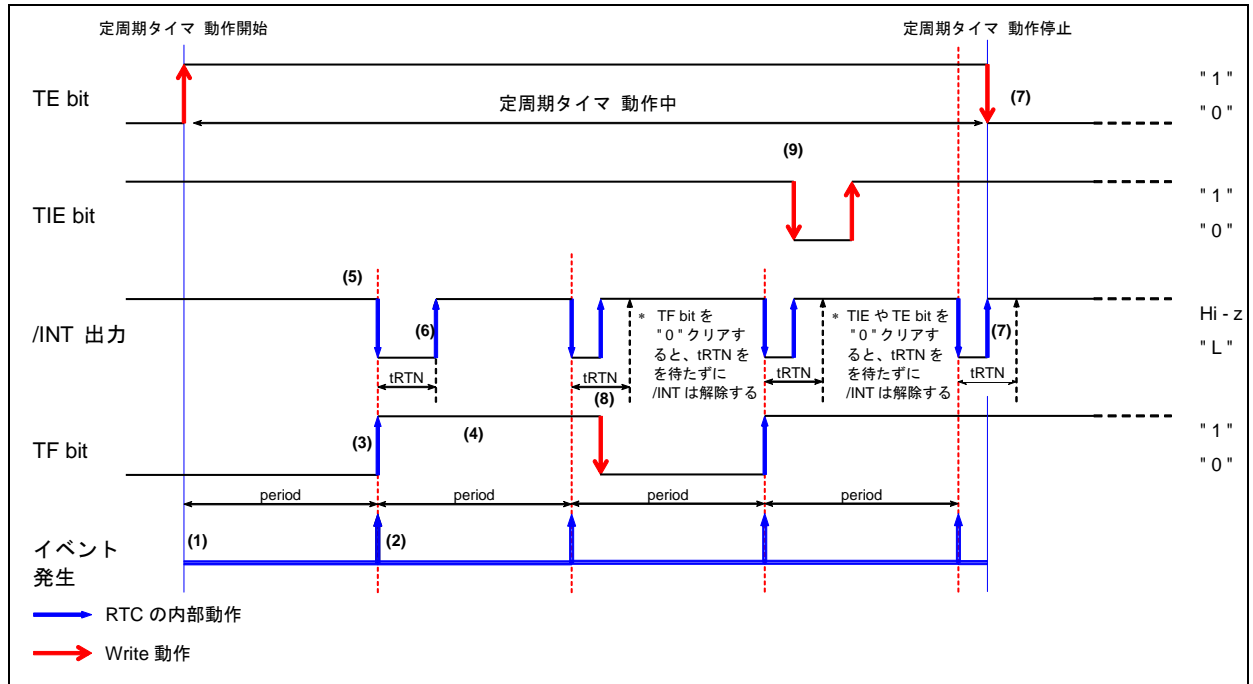 定周期タイマ 動作開始
定周期タイマ 動作停止
TE bit
定周期タイマ 動作中
(7)
" 1 "
" 0 "
(9)
TIE bit
" 1 "
" 0 "
(5)
/INT 出力
(6)
tRTN
tRTN
(8)
* TF bit を
"0"クリアす
ると、tRTN を
を待たずに
/INT は解除する
tRTN
* TIE や TE bit を
"0"クリアす
ると、tRTN を
を待たずに
/INT は解除する
(7)
tRTN
Hi - z
" L "
TF bit
(3)
(4)
" 1 "
" 0 "
period
period
period
period
イベント
発生
(1)
(2)
RTC の内部動作
Write 動作